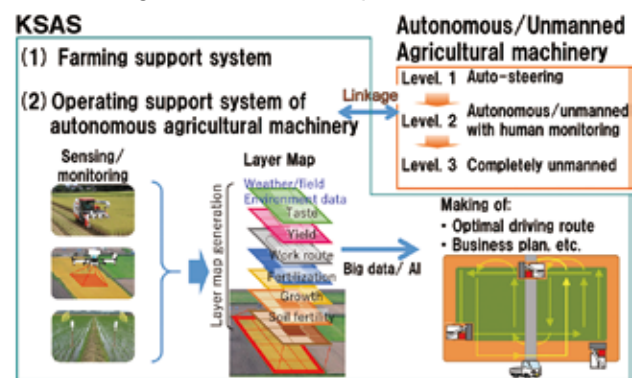 KSAS
(1) Farming support system
(2) Operating support system of
autonomous agricultural machinery
Autonomous/Unmanned
Agricultural machinery
Level. 1 Auto-steering
Level. 2 Autonomous/unmanned
with human monitoring
Level. 3 Completely unmanned
Linkage
Sensing/
monitoring
Layer Map
Layer map generation
Weather/field
Environment data
Taste
Yield
Work route
Fertilization
Growth
Soil fertility
Big data/ AI
Making of:
・Optimal driving route
・Business plan, etc.